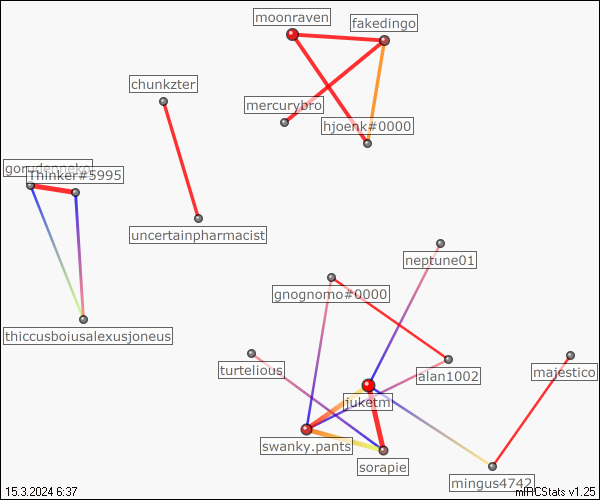 moonraven
fakedingo
chunkzter
mercurybro
hjoenk#0000
gorudenneko
Thinker#5995
uncertainpharmacist
neptune01
gnognomo#0000
thiccusboiusalexusjoneus
turtelious
alan1002
majestico
juketm
swanky.pants
sorapie
mingus4742
15.3.2024 6:37
mIRCStats v1.25